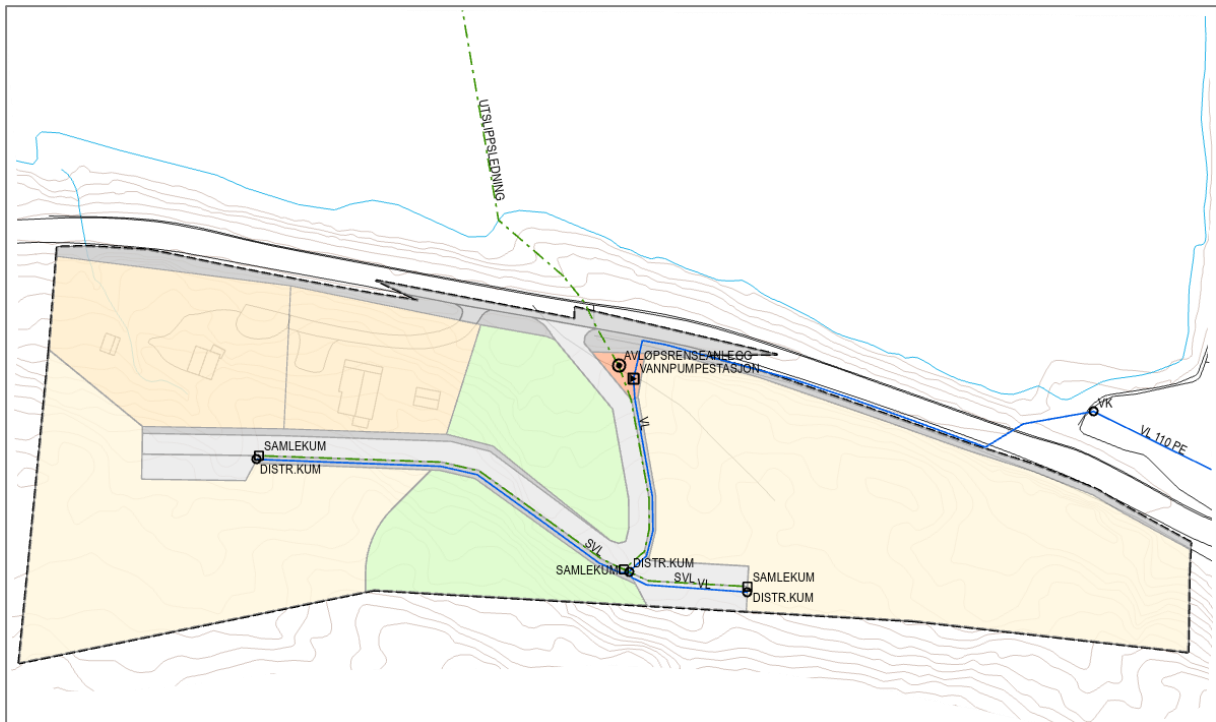 UTSLIPPSLEDNING
AVLØPSRENSEANLEGG
VANNPUMPESTASJON
VK
VL 110 PE
VL
SAMLEKUM
DISTR.KUM
SVL
DISTR.KUM
SAMLEKUM
SVL
VL
SAMLEKUM
DISTR.KUM